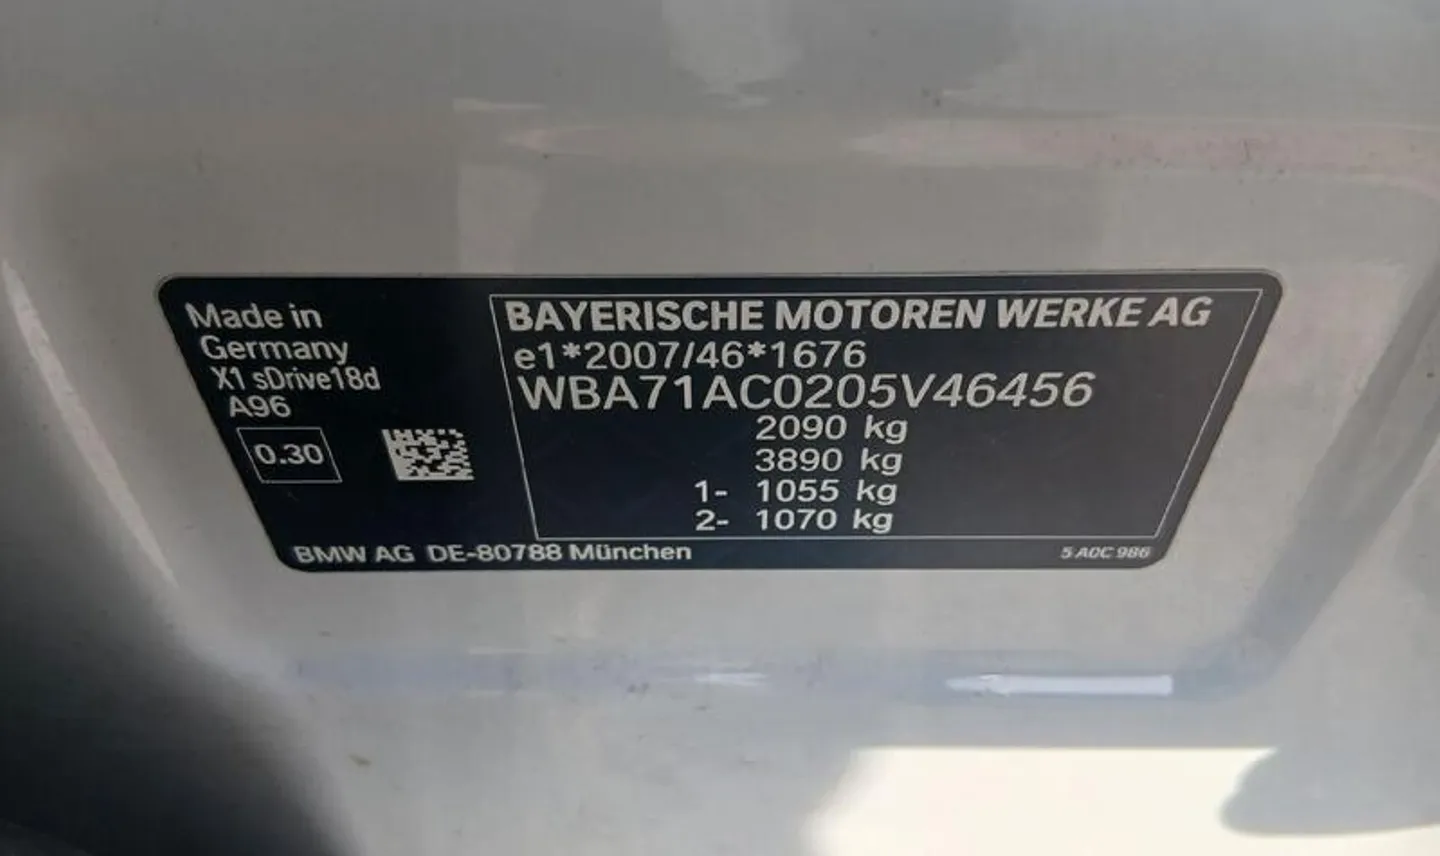 Made in
Germany
X1 sDrive18d
A96
0.30
BAYERISCHE MOTOREN WERKE AG
e1*2007/46*1676
WBA71AC0205V46456
2090 kg
3890 kg
1- 1055 kg
2- 1070 kg
BMW AG DE-80788 München
5 A0C 986